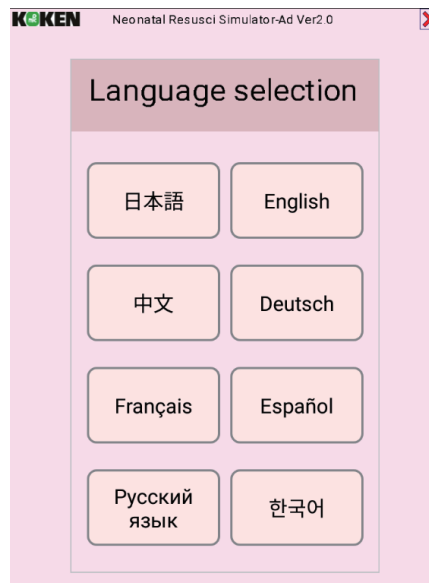 KOKEN Neonatal Resusci Simulator-Ad Ver2.0
Language selection
日本語 English
中文 Deutsch
Français Español
Русский
язык
한국어